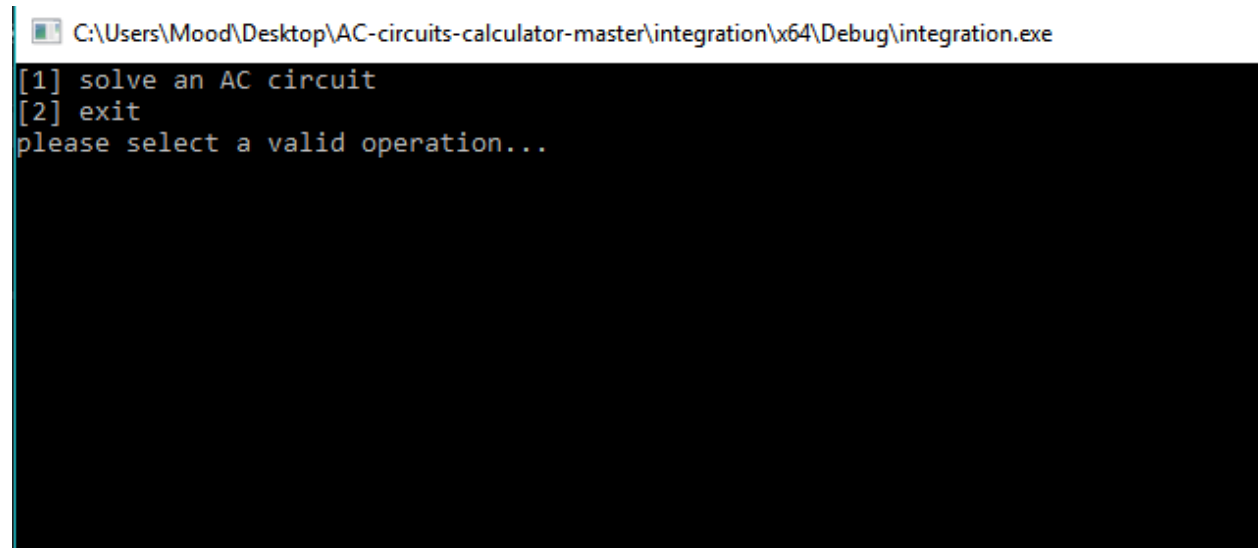 C:\Users\Mood\Desktop\AC-circuits-calculator-master\integration\x64\Debug\integration.exe
[1] solve an AC circuit
[2] exit
please select a valid operation...